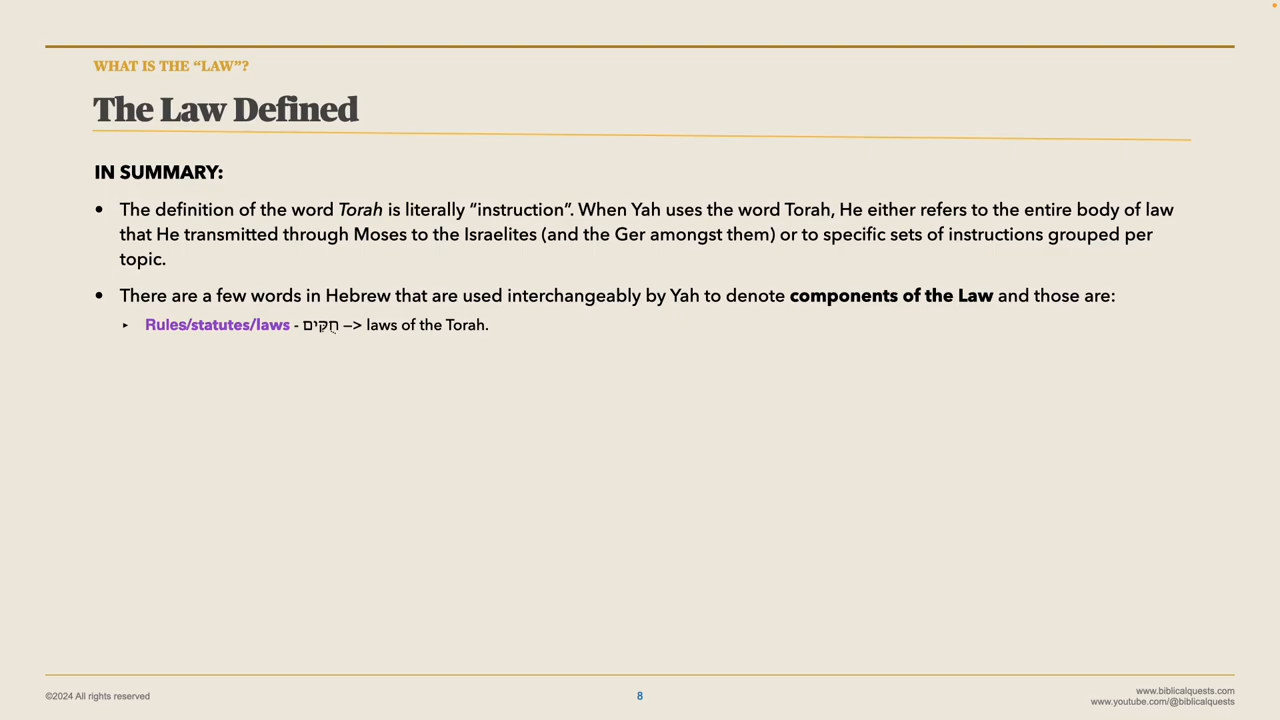 WHAT IS THE “LAW”?
The Law Defined
IN SUMMARY:
• The definition of the word Torah is literally “instruction”. When Yah uses the word Torah, He either refers to the entire body of law
that He transmitted through Moses to the Israelites (and the Ger amongst them) or to specific sets of instructions grouped per
topic.
• There are a few words in Hebrew that are used interchangeably by Yah to denote components of the Law and those are:
‣ Rules/statutes/laws - חֻקִּים —> laws of the Torah.
©2024 All rights reserved
8
www.biblicalquests.com
www.youtube.com/@biblicalquests